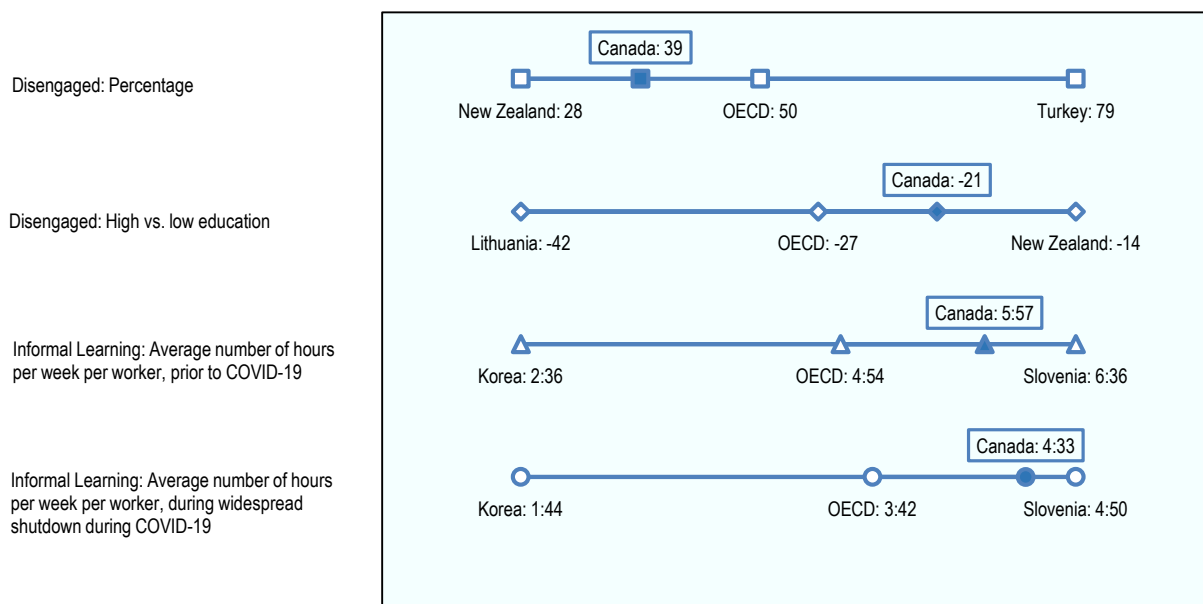 Canada: 39
Disengaged: Percentage
New Zealand: 28
OECD: 50
Turkey: 79
Canada: -21
Disengaged: High vs. low education
Lithuania: -42
OECD: -27
New Zealand: -14
Canada: 5:57
Informal Learning: Average number of hours
per week per worker, prior to COVID-19
Korea: 2:36
OECD: 4:54
Slovenia: 6:36
Canada: 4:33
Informal Learning: Average number of hours
per week per worker, during widespread
shutdown during COVID-19
Korea: 1:44
OECD: 3:42
Slovenia: 4:50